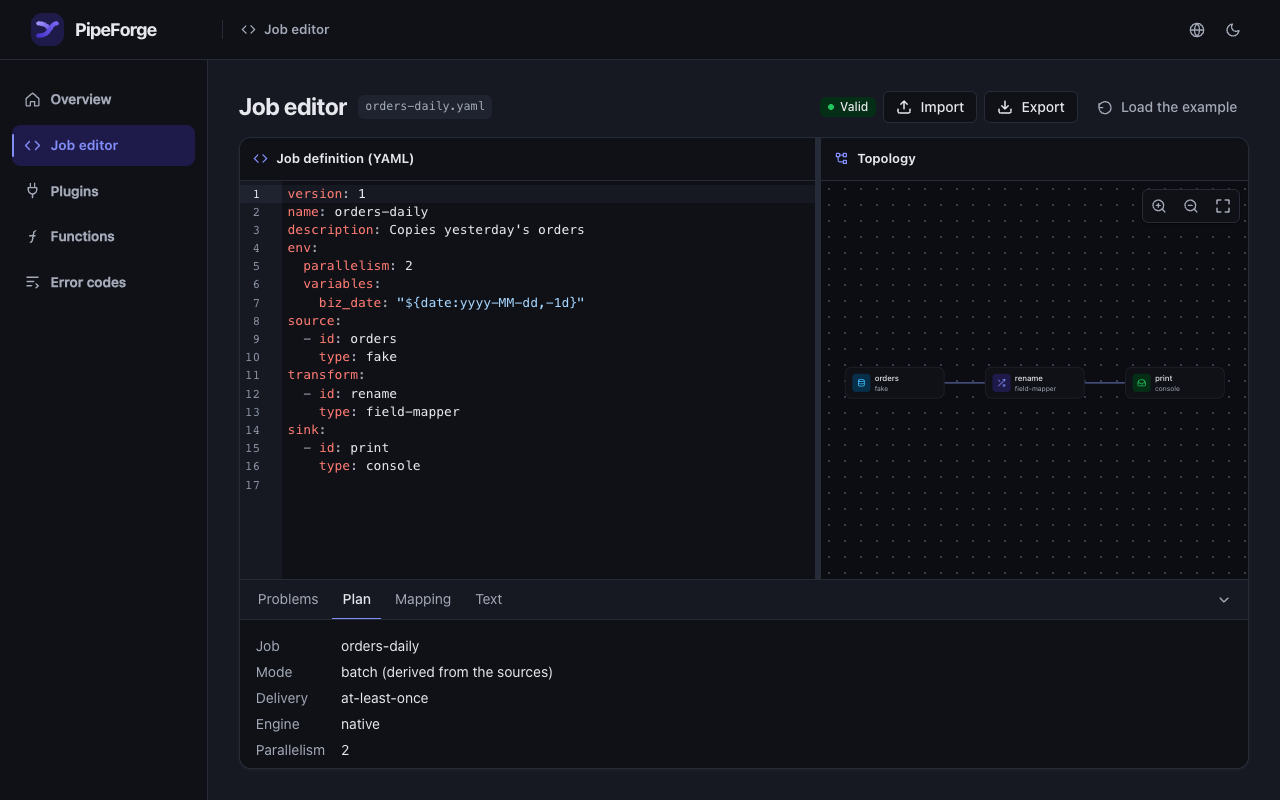 PipeForge
Job editor
Overview
Job editor
Plugins
Functions
Error codes
Job editor
orders-daily.yaml
Valid
Import
Export
Load the example
Job definition (YAML)
1 version: 1
2 name: orders-daily
3 description: Copies yesterday's orders
4 env:
5   parallelism: 2
6   variables:
7     biz_date: "${date:yyyy-MM-dd,-1d}"
8 source:
9   - id: orders
10     type: fake
11 transform:
12   - id: rename
13     type: field-mapper
14 sink:
15   - id: print
16     type: console
17
Topology
orders
fake
rename
field-mapper
print
console
Problems Plan Mapping Text
Job orders-daily
Mode batch (derived from the sources)
Delivery at-least-once
Engine native
Parallelism 2